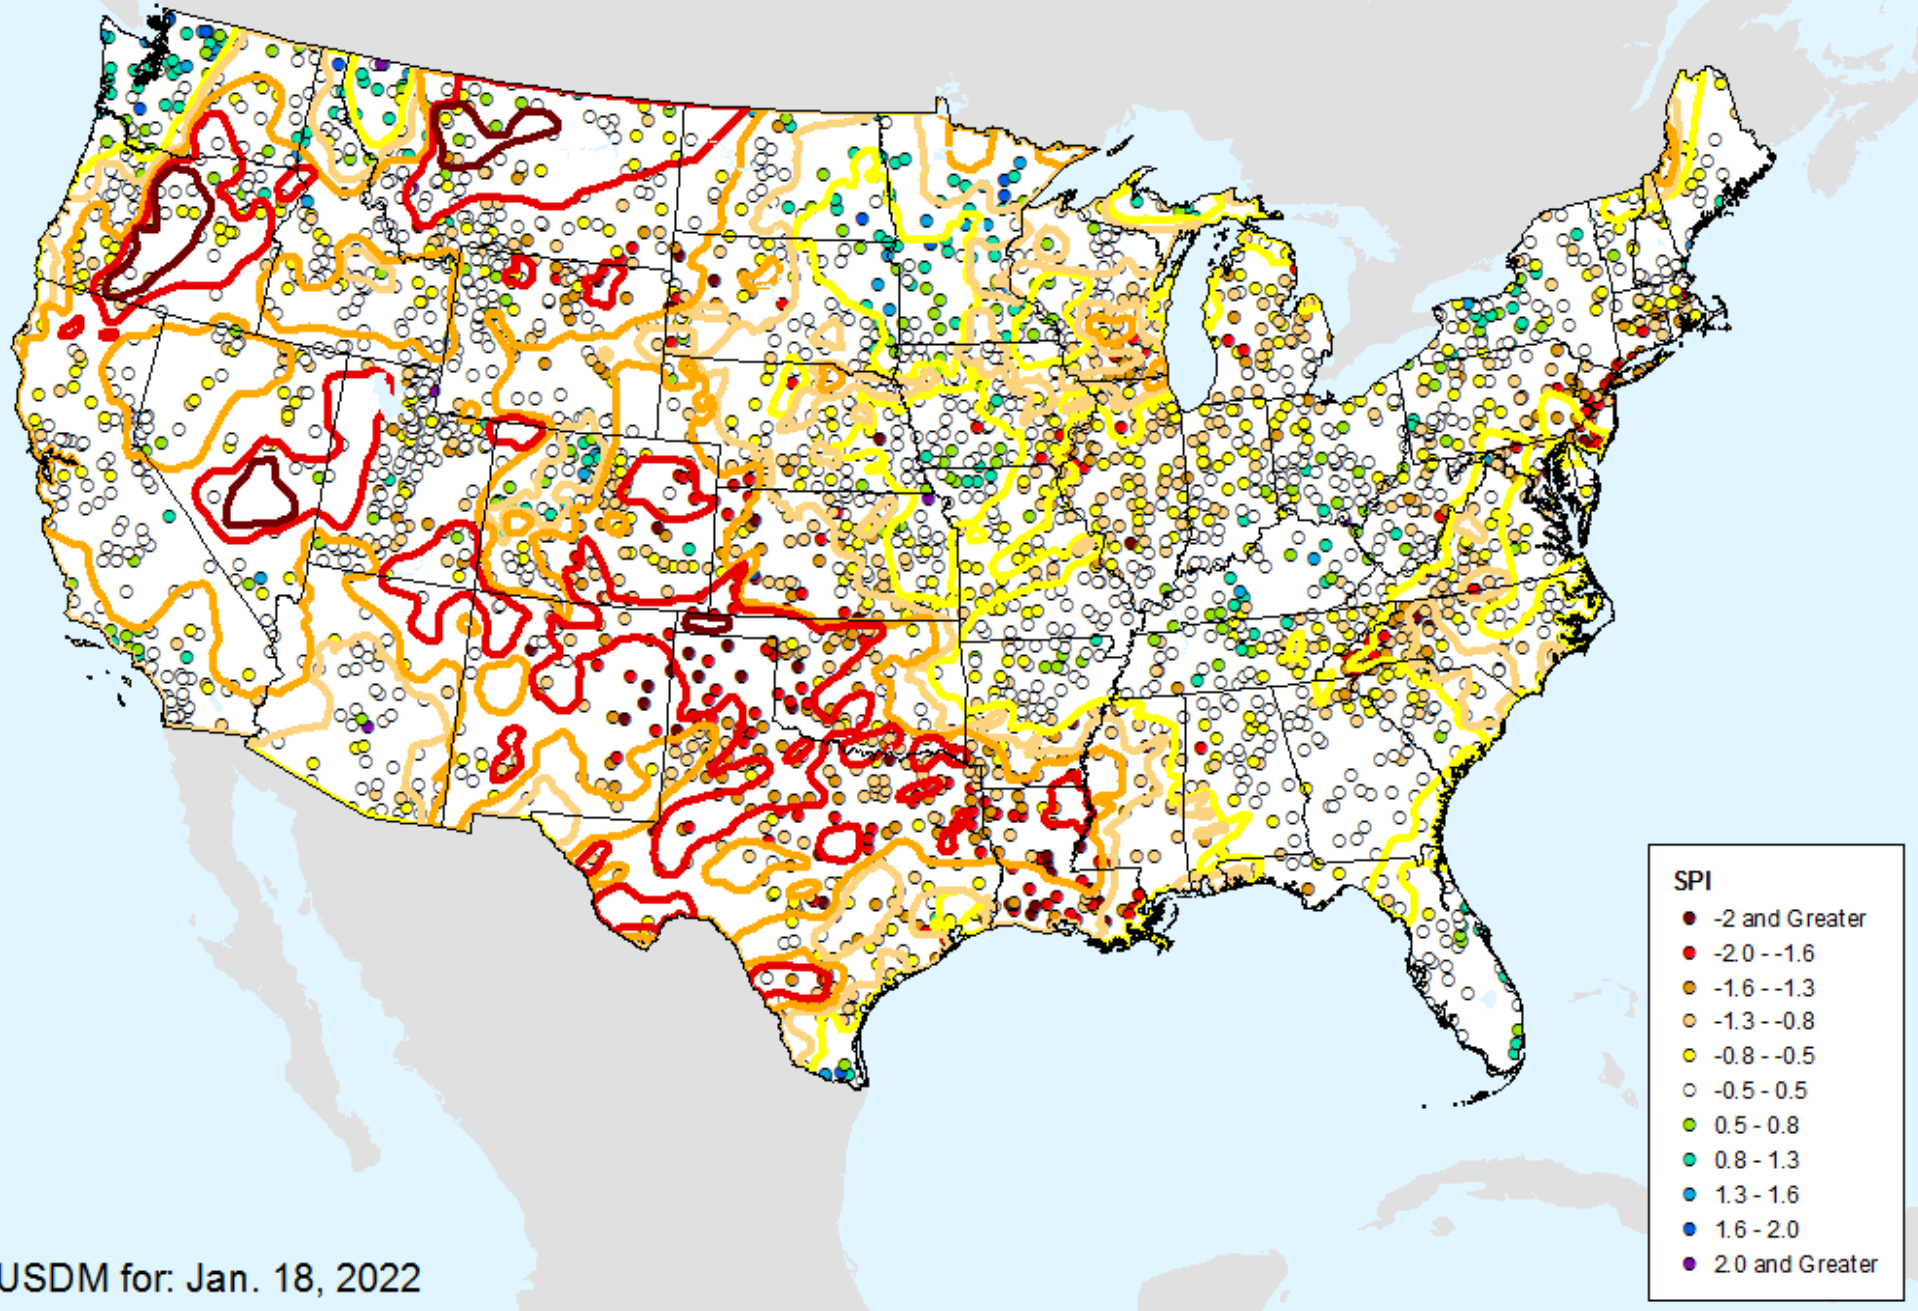 SPI
-2 and Greater
-2.0 - -1.6
-1.6 - -1.3
-1.3 - -0.8
-0.8 - -0.5
-0.5 - 0.5
0.5 - 0.8
0.8 - 1.3
1.3 - 1.6
1.6 - 2.0
2.0 and Greater
USDM for: Jan. 18, 2022